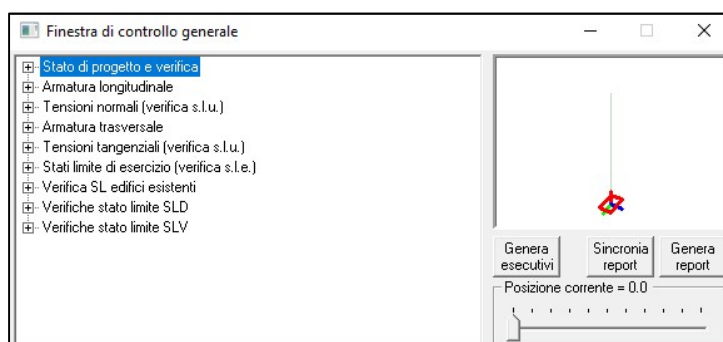 Finestra di controllo generale
Stato di progetto e verifica
Armatura longitudinale
Tensioni normali (verifica s.l.u.)
Armatura trasversale
Tensioni tangenziali (verifica s.l.u.)
Stati limite di esercizio (verifica s.l.e.)
Verifica SL edifici esistenti
Verifiche stato limite SLD
Verifiche stato limite SLV
Genera esecutivi
Sincronia report
Genera report
Posizione corrente = 0.0